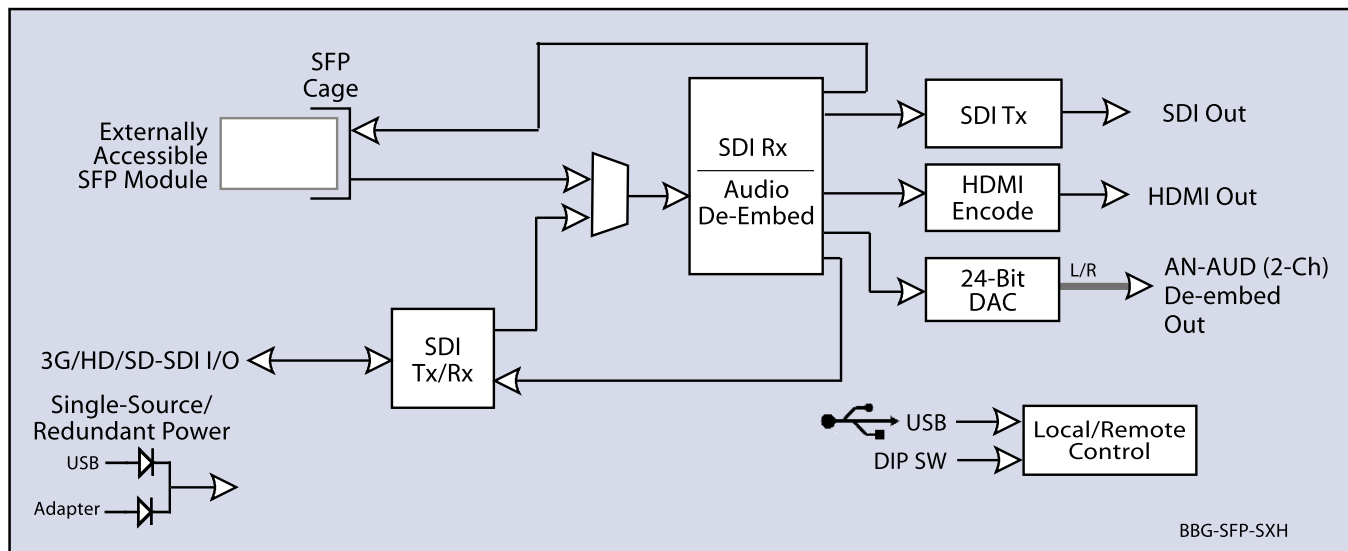 SFP
Cage
Externally
Accessible
SFP Module
SDI Rx
Audio
De-Embed
SDI Tx
SDI Out
HDMI
Encode
HDMI Out
24-Bit
DAC
L/R
AN-AUD (2-Ch)
De-embed
Out
3G/HD/SD-SDI I/O
SDI
Tx/Rx
Single-Source/
Redundant Power
USB
Adapter
USB
DIP SW
Local/Remote
Control
BBG-SFP-SXH